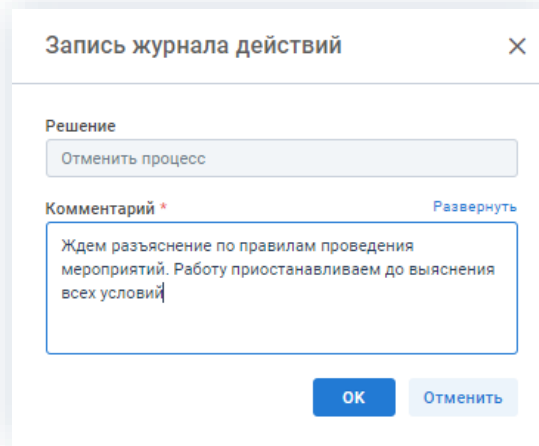 Запись журнала действий
Решение
Отменить процесс
Комментарий *
Развернуть
Ждем разъяснение по правилам проведения
мероприятий. Работу приостанавливаем до выяснения
всех условий
ОК
Отменить